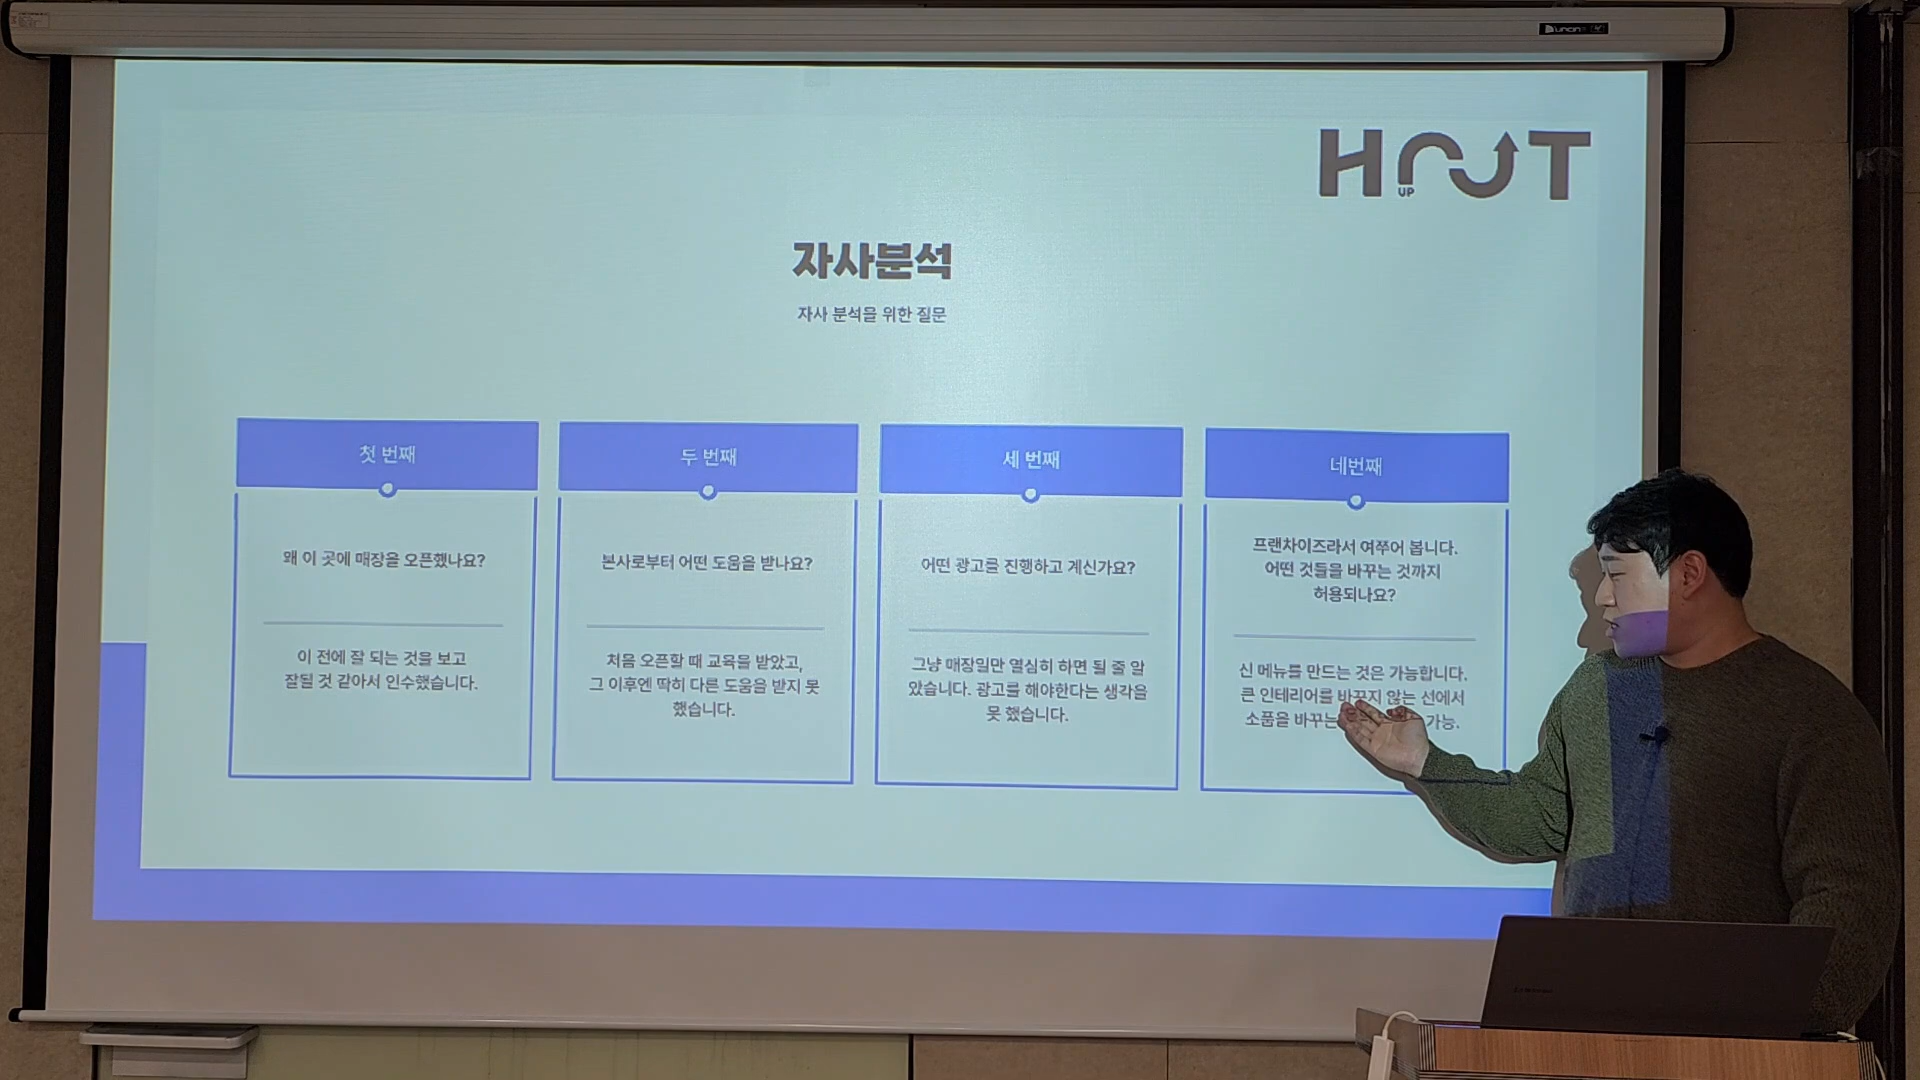 H UP T
자사분석
자사 분석을 위한 질문
첫 번째
왜 이 곳에 매장을 오픈했나요?
이 전에 잘 되는 것을 보고
잘될 것 같아서 인수했습니다.
두 번째
본사로부터 어떤 도움을 받나요?
처음 오픈할 때 교육을 받았고,
그 이후엔 딱히 다른 도움을 받지 못
했습니다.
세 번째
어떤 광고를 진행하고 계신가요?
그냥 매장일만 열심히 하면 될 줄 알
았습니다. 광고를 해야한다는 생각을
못 했습니다.
네번째
프랜차이즈라서 여쭈어 봅니다.
어떤 것들을 바꾸는 것까지
허용되나요?
신 메뉴를 만드는 것은 가능합니다.
큰 인테리어를 바꾸지 않는 선에서
소품을 바꾸는 가능.